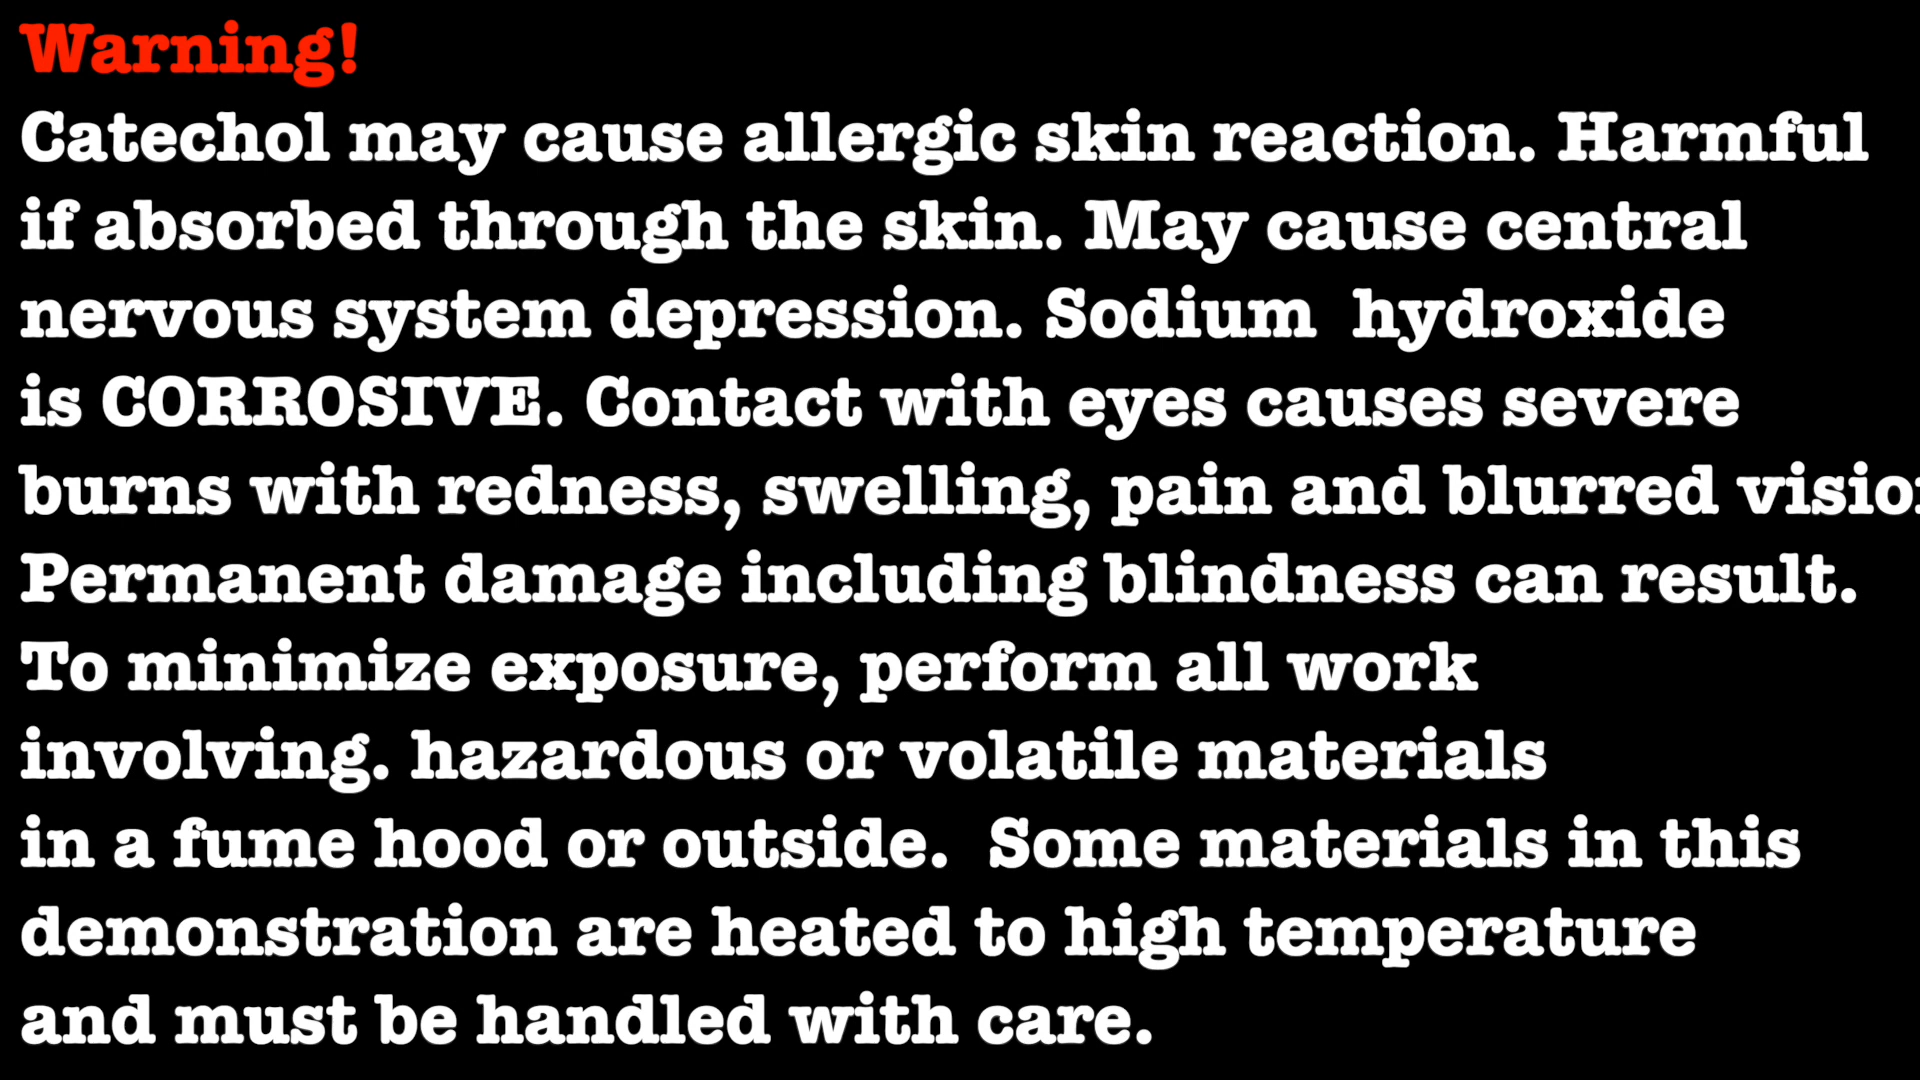 Warning!
Catechol may cause allergic skin reaction. Harmful
if absorbed through the skin. May cause central
nervous system depression. Sodium  hydroxide
is CORROSIVE. Contact with eyes causes severe
burns with redness, swelling, pain and blurred visio
Permanent damage including blindness can result.
To minimize exposure, perform all work
involving. hazardous or volatile materials
in a fume hood or outside.  Some materials in this
demonstration are heated to high temperature
and must be handled with care.